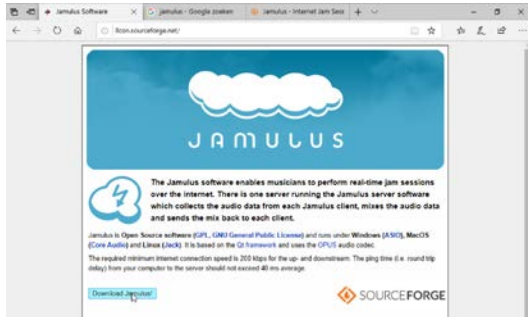 Jamulus Software
jamulus - Google zoeken
Jamulus - Internet Jam Sess
llcon.sourceforge.net/
JAMULUS
The Jamulus software enables musicians to perform real-time jam sessions
over the internet. There is one server running the Jamulus server software
which collects the audio data from each Jamulus client, mixes the audio data
and sends the mix back to each client.
Jamulus is Open Source software (GPL, GNU General Public License) and runs under Windows (ASIO), MacOS
(Core Audio) and Linux (Jack). It is based on the Qt framework and uses the OPUS audio codec.
The required minimum internet connection speed is 200 kbps for the up- and downstream. The ping time (i.e. round trip
delay) from your computer to the server should not exceed 40 ms average.
Download Jamulus!
SOURCEFORGE